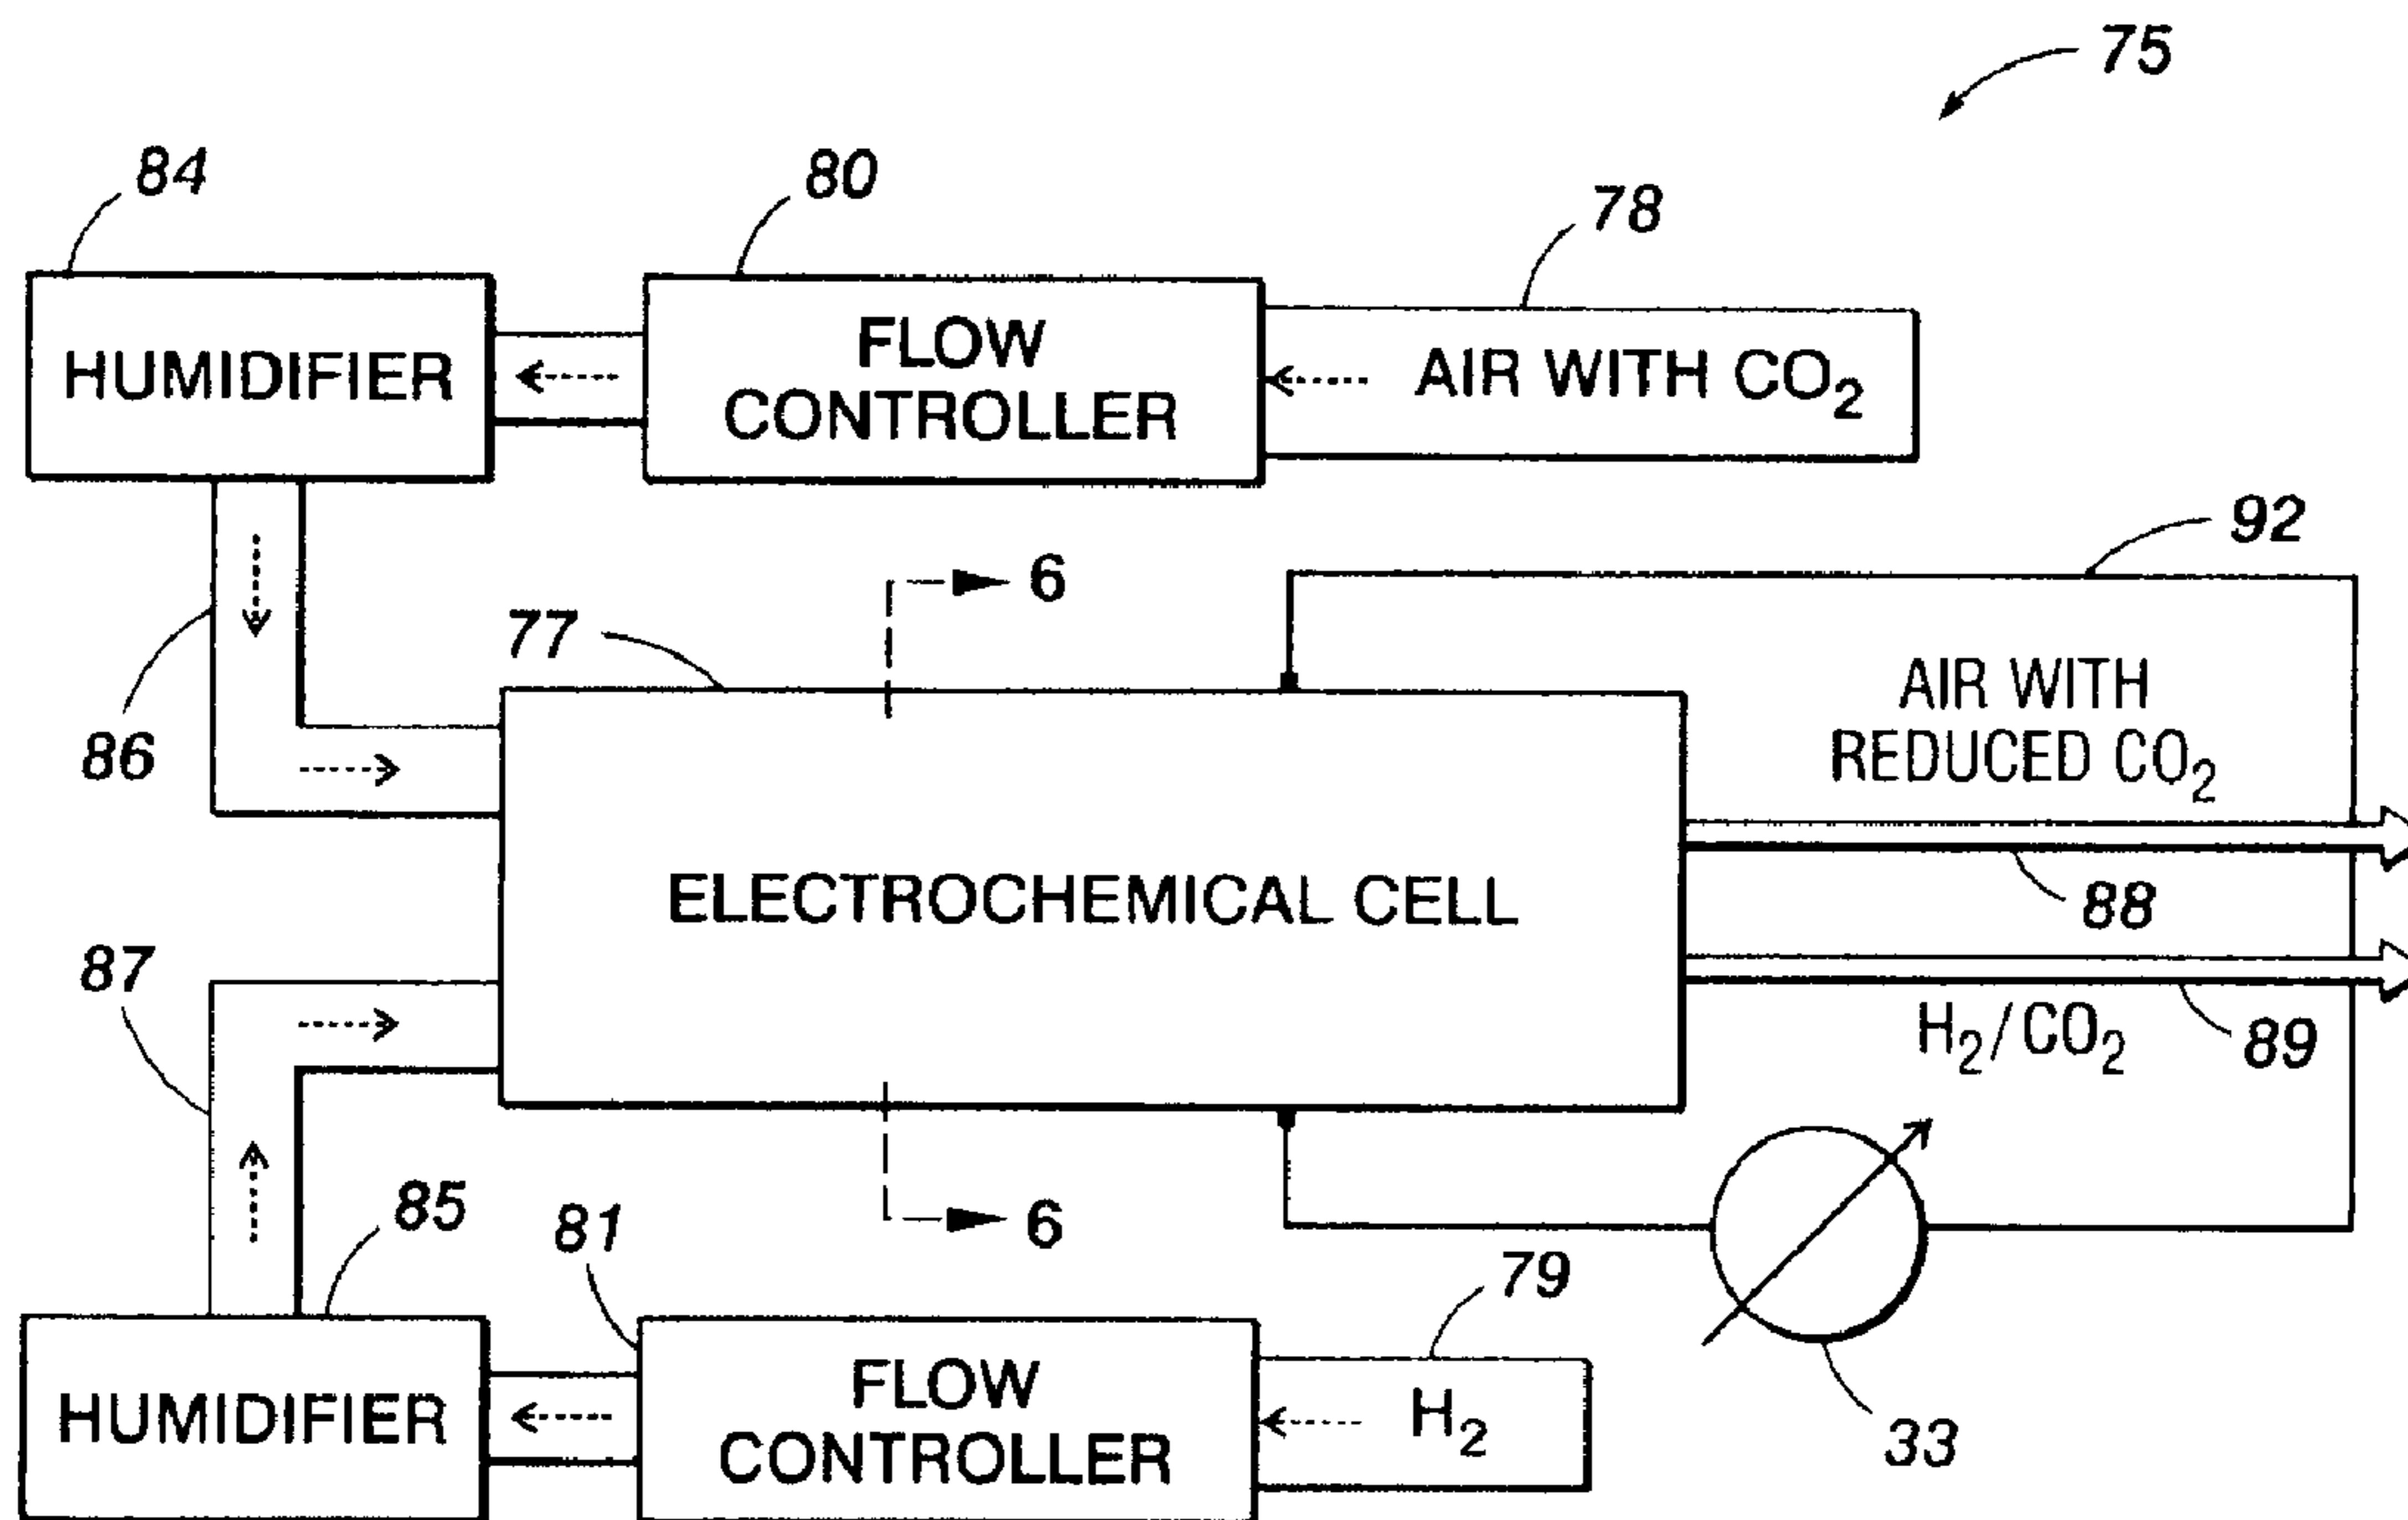 75
84
80
78
HUMIDIFIER
FLOW
CONTROLLER
AIR WITH CO2
92
6
77
86
AIR WITH
REDUCED CO2
ELECTROCHEMICAL CELL
88
87
H2/CO2
89
85
81
6
79
HUMIDIFIER
FLOW
CONTROLLER
H2
33